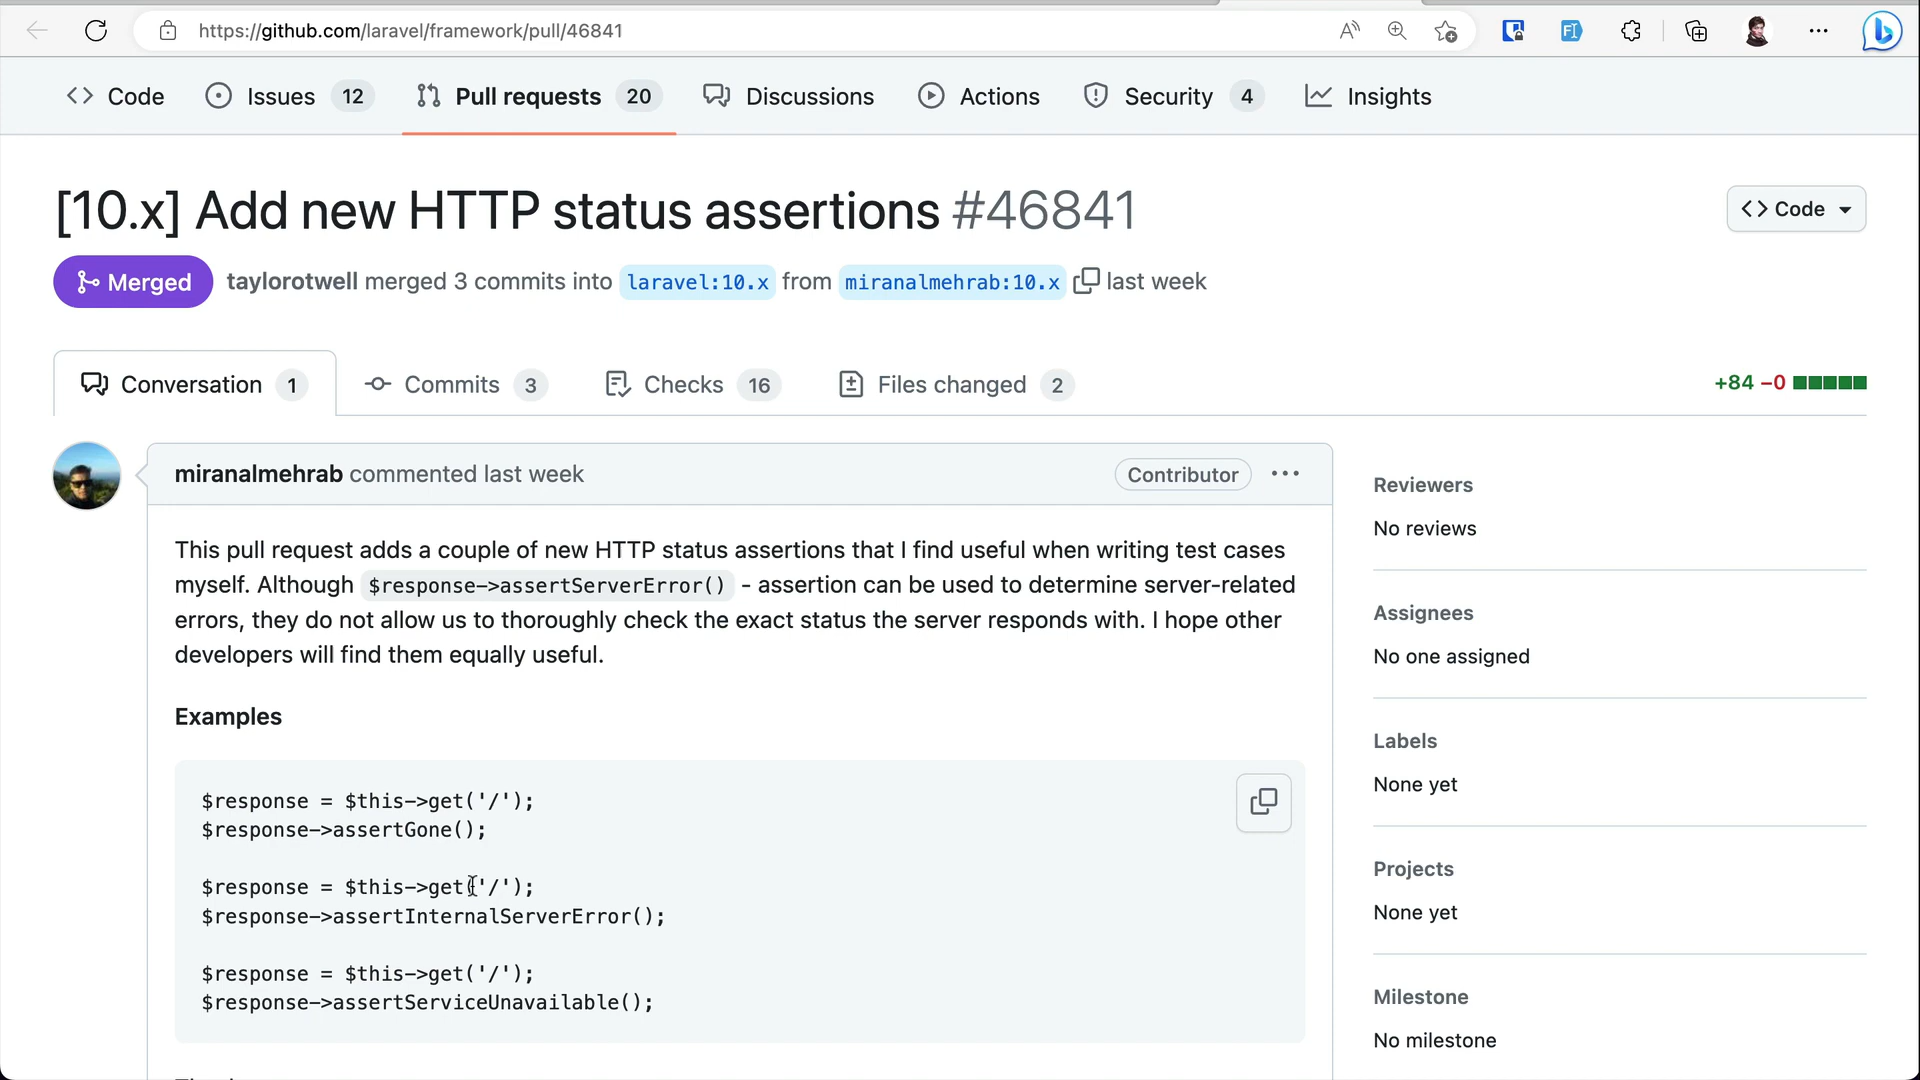 https://github.com/laravel/framework/pull/46841
Code
Issues 12
Pull requests 20
Discussions
Actions
Security 4
Insights
[10.x] Add new HTTP status assertions #46841
Code
Merged
taylorotwell merged 3 commits into laravel:10.x from miranalmehrab:10.x last week
Conversation 1
Commits 3
Checks 16
Files changed 2
+84 −0
miranalmehrab commented last week
Contributor
This pull request adds a couple of new HTTP status assertions that I find useful when writing test cases
myself. Although $response->assertServerError() - assertion can be used to determine server-related
errors, they do not allow us to thoroughly check the exact status the server responds with. I hope other
developers will find them equally useful.
Examples
$response = $this->get('/');
$response->assertGone();
$response = $this->get('/');
$response->assertInternalServerError();
$response = $this->get('/');
$response->assertServiceUnavailable();
Reviewers
No reviews
Assignees
No one assigned
Labels
None yet
Projects
None yet
Milestone
No milestone